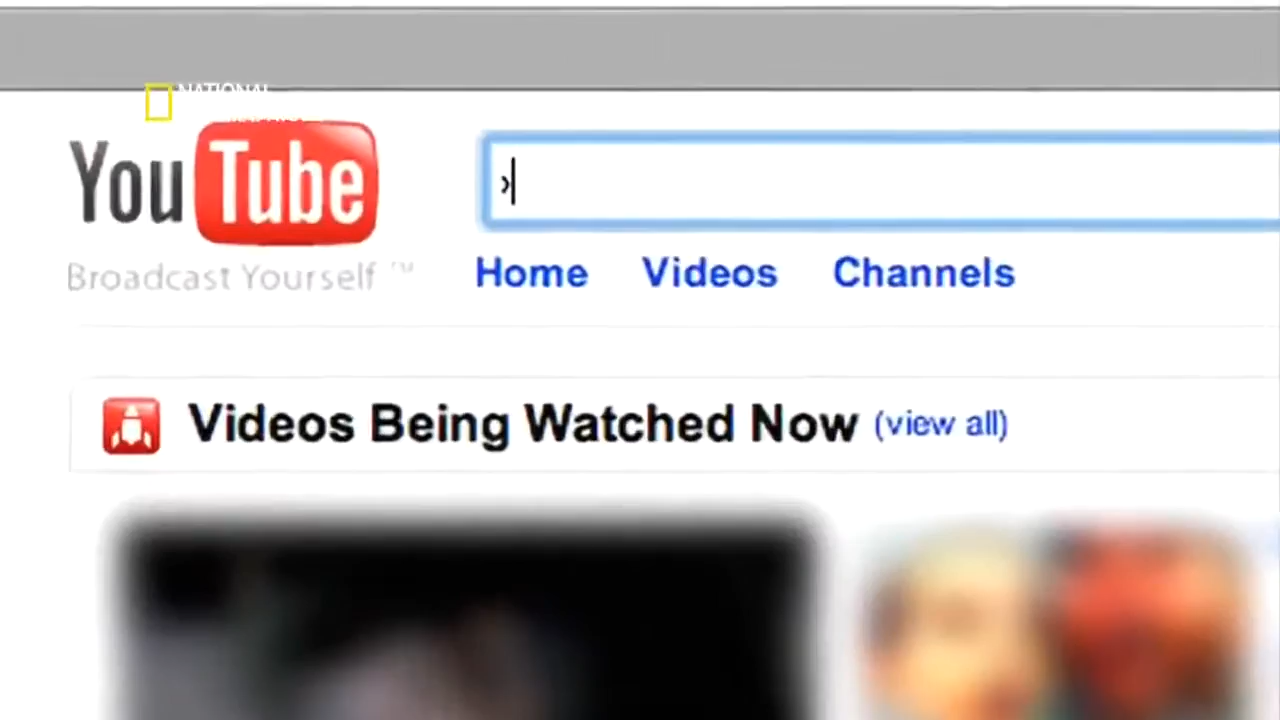 NATIONAL
YouTube
Broadcast Yourself ™
Home Videos Channels
Videos Being Watched Now (view all)